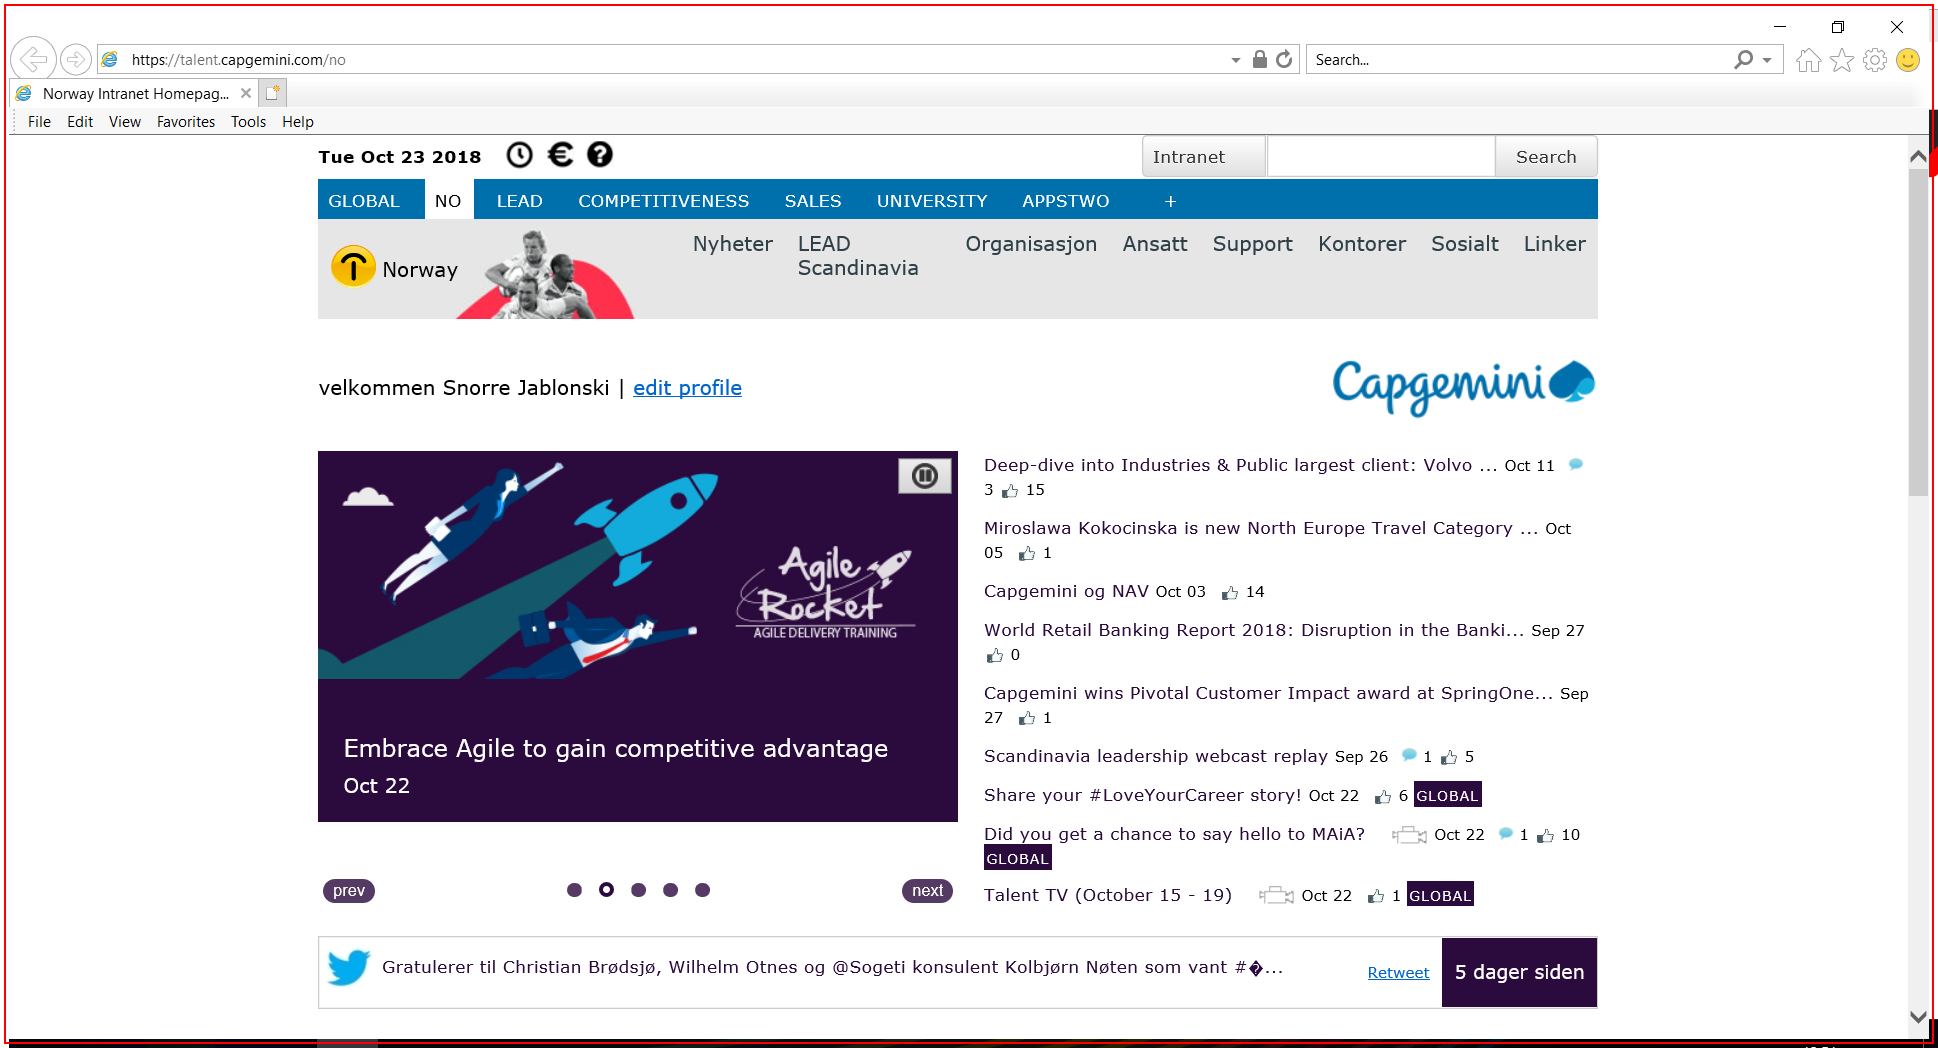 https://talent.capgemini.com/no
Search...
Norway Intranet Homepag...
File Edit View Favorites Tools Help
Tue Oct 23 2018
Intranet
Search
GLOBAL NO LEAD COMPETITIVENESS SALES UNIVERSITY APPSTWO +
Norway
Nyheter LEAD Organisasjon Ansatt Support Kontorer Sosialt Linker
Scandinavia
velkommen Snorre Jablonski | edit profile
Capgemini
Agile
Rocket
AGILE DELIVERY TRAINING
Embrace Agile to gain competitive advantage
Oct 22
prev
next
Deep-dive into Industries & Public largest client: Volvo ... Oct 11
3 15
Miroslawa Kokocinska is new North Europe Travel Category ... Oct
05 1
Capgemini og NAV Oct 03 14
World Retail Banking Report 2018: Disruption in the Banki... Sep 27
0
Capgemini wins Pivotal Customer Impact award at SpringOne... Sep
27 1
Scandinavia leadership webcast replay Sep 26 1 5
Share your #LoveYourCareer story! Oct 22 6 GLOBAL
Did you get a chance to say hello to MAiA? Oct 22 1 10
GLOBAL
Talent TV (October 15 - 19) Oct 22 1 GLOBAL
Gratulerer til Christian Brødsjø, Wilhelm Otnes og @Sogeti konsulent Kolbjørn Nøten som vant #�...
Retweet
5 dager siden